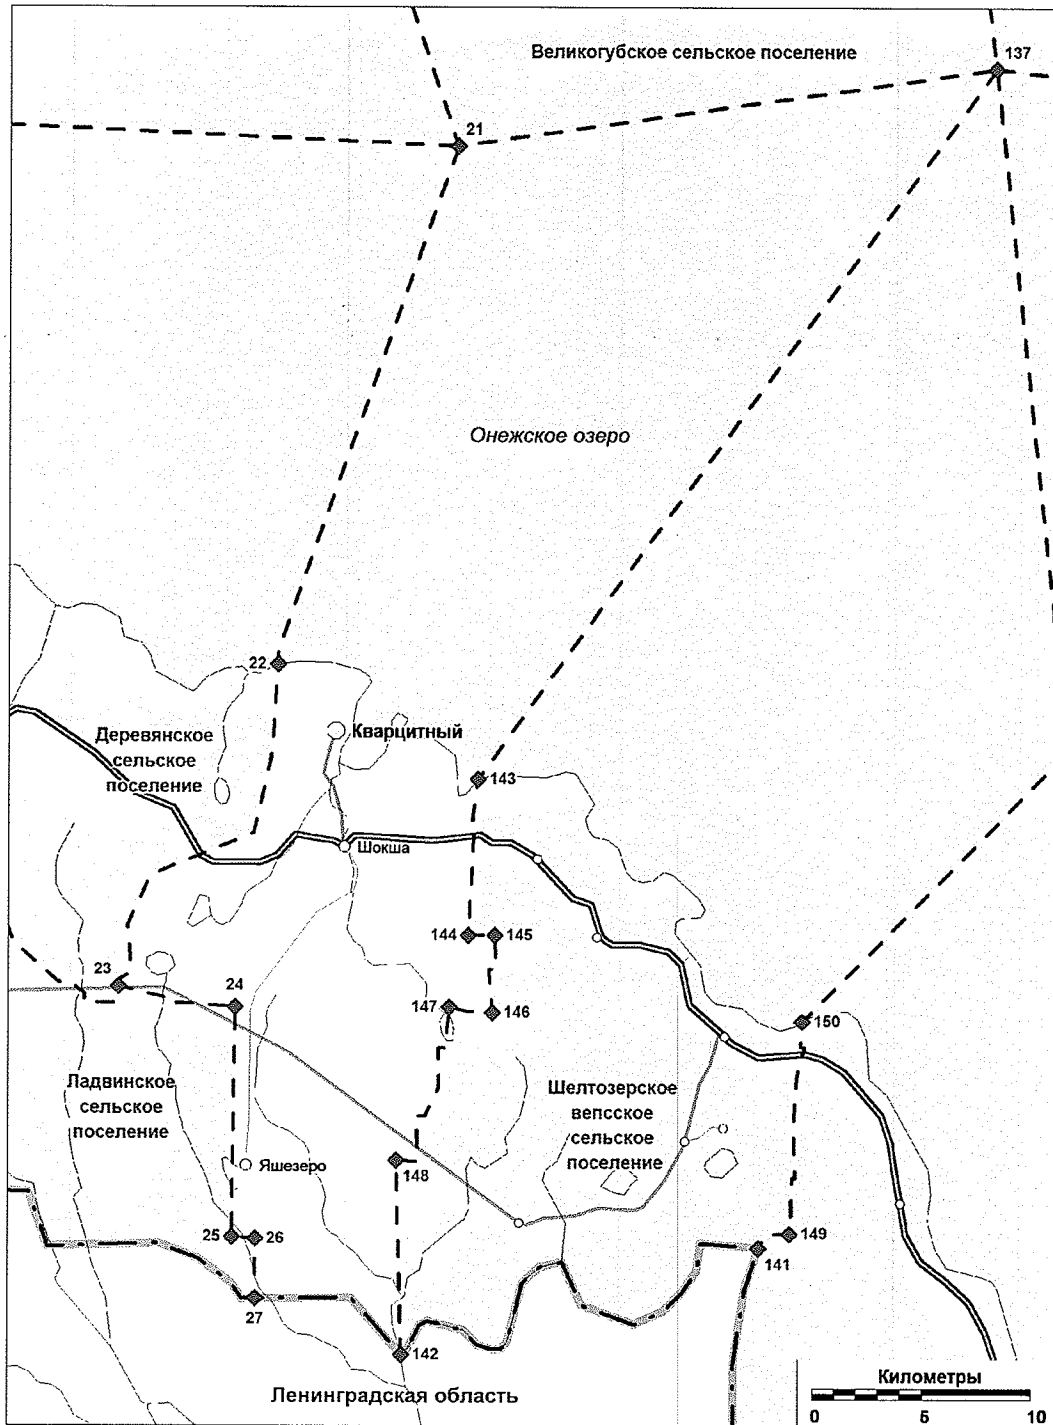 Великогубское сельское поселение
137
21
Онежское озеро
22
Кварцитный
Деревянское
сельское
поселение
143
Шокша
144
145
23
24
147
146
150
Ладвинское
сельское
поселение
Шелтозерское
вепсское
сельское
поселение
148
Яшезеро
25
26
149
141
27
142
Ленинградская область
Километры
0 5 10